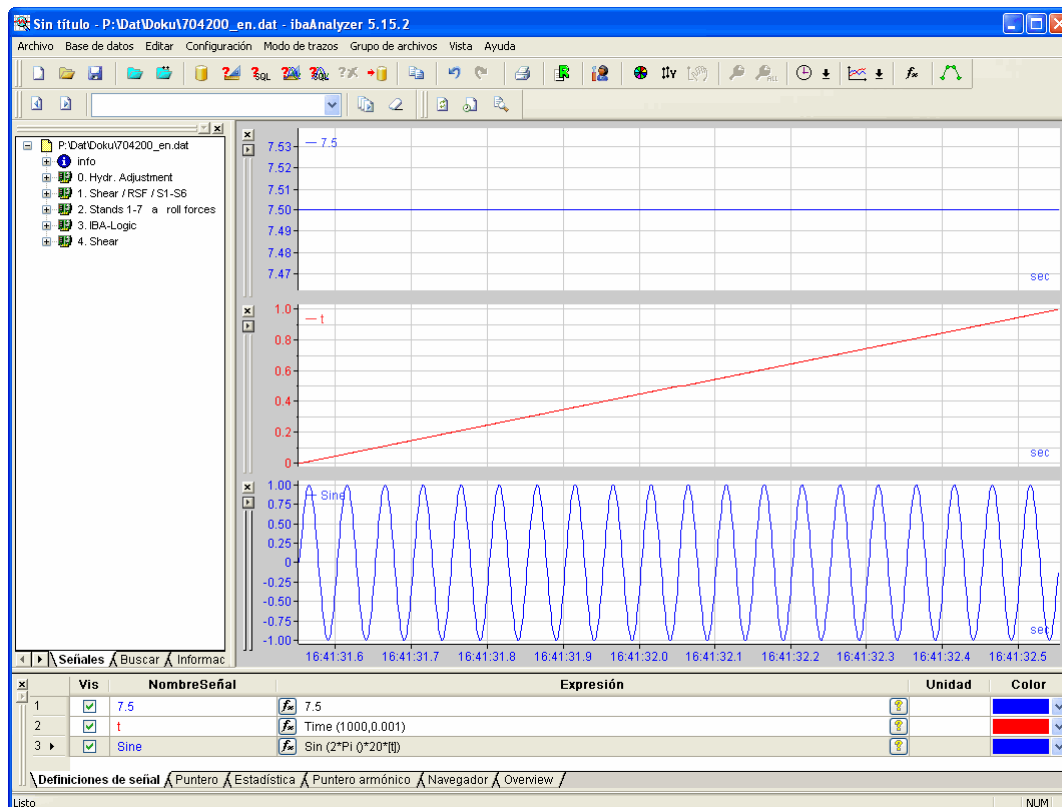 Sin título - P:\Dat\Doku\704200_en.dat - ibaAnalyzer 5.15.2
Archivo Base de datos Editar Configuración Modo de trazos Grupo de archivos Vista Ayuda
SQL SQL ALL
P:\Dat\Doku\704200_en.dat
info
0. Hydr. Adjustment
1. Shear / RSF / S1-S6
2. Stands 1-7 a roll forces
3. IBA-Logic
4. Shear
Señales Buscar Informac
7.5
7.53
7.52
7.51
7.50
7.49
7.48
7.47
sec
t
1.0
0.8
0.6
0.4
0.2
0
sec
Sine
1.00
0.75
0.50
0.25
0
-0.25
-0.50
-0.75
-1.00
sec
16:41:31.6 16:41:31.7 16:41:31.8 16:41:31.9 16:41:32.0 16:41:32.1 16:41:32.2 16:41:32.3 16:41:32.4 16:41:32.5
Vis NombreSeñal Expresión Unidad Color
1 7.5 fx 7.5 ?
2 t fx Time (1000,0.001) ?
3 Sine fx Sin (2*Pi ()*20*[t]) ?
Definiciones de señal Puntero Estadística Puntero armónico Navegador Overview
Listo NUM